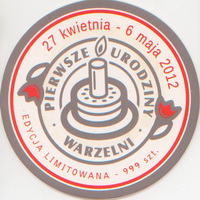 27 kwietnia - 6 maja 2012
PIERWSZE URODZINY
WARZELNI
EDYCJA LIMITOWANA - 999 szt.